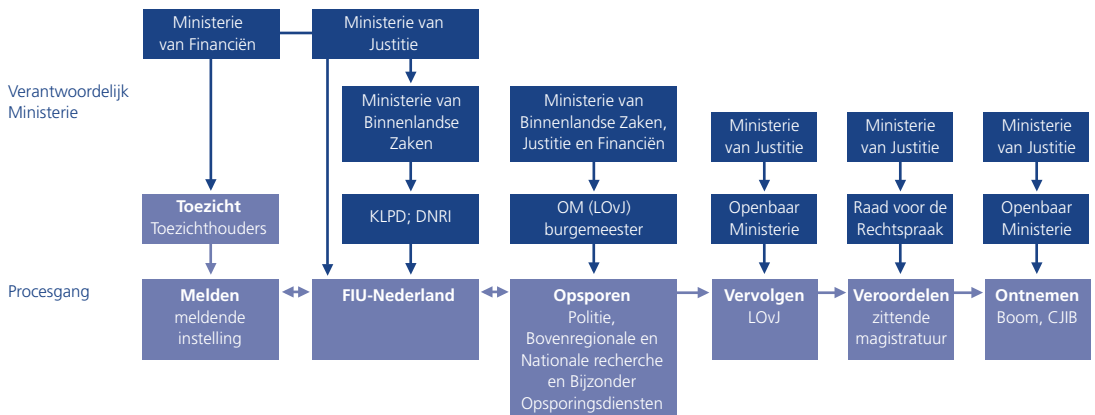 Ministerie
van Financiën
Ministerie van
Justitie
Verantwoordelijk
Ministerie
Ministerie van
Binnenlandse
Zaken
Ministerie van
Binnenlandse Zaken,
Justitie en Financiën
Ministerie
van Justitie
Ministerie
van Justitie
Ministerie
van Justitie
Toezicht
Toezichthouders
KLPD; DNRI
OM (LOvJ)
burgemeester
Openbaar
Ministerie
Raad voor de
Rechtspraak
Openbaar
Ministerie
Procesgang
Melden
meldende
instelling
FIU-Nederland
Opsporen
Politie,
Bovenregionale en
Nationale recherche
en Bijzonder
Opsporingsdiensten
Vervolgen
LOvJ
Veroordelen
zittende
magistratuur
Ontnemen
Boom, CJIB